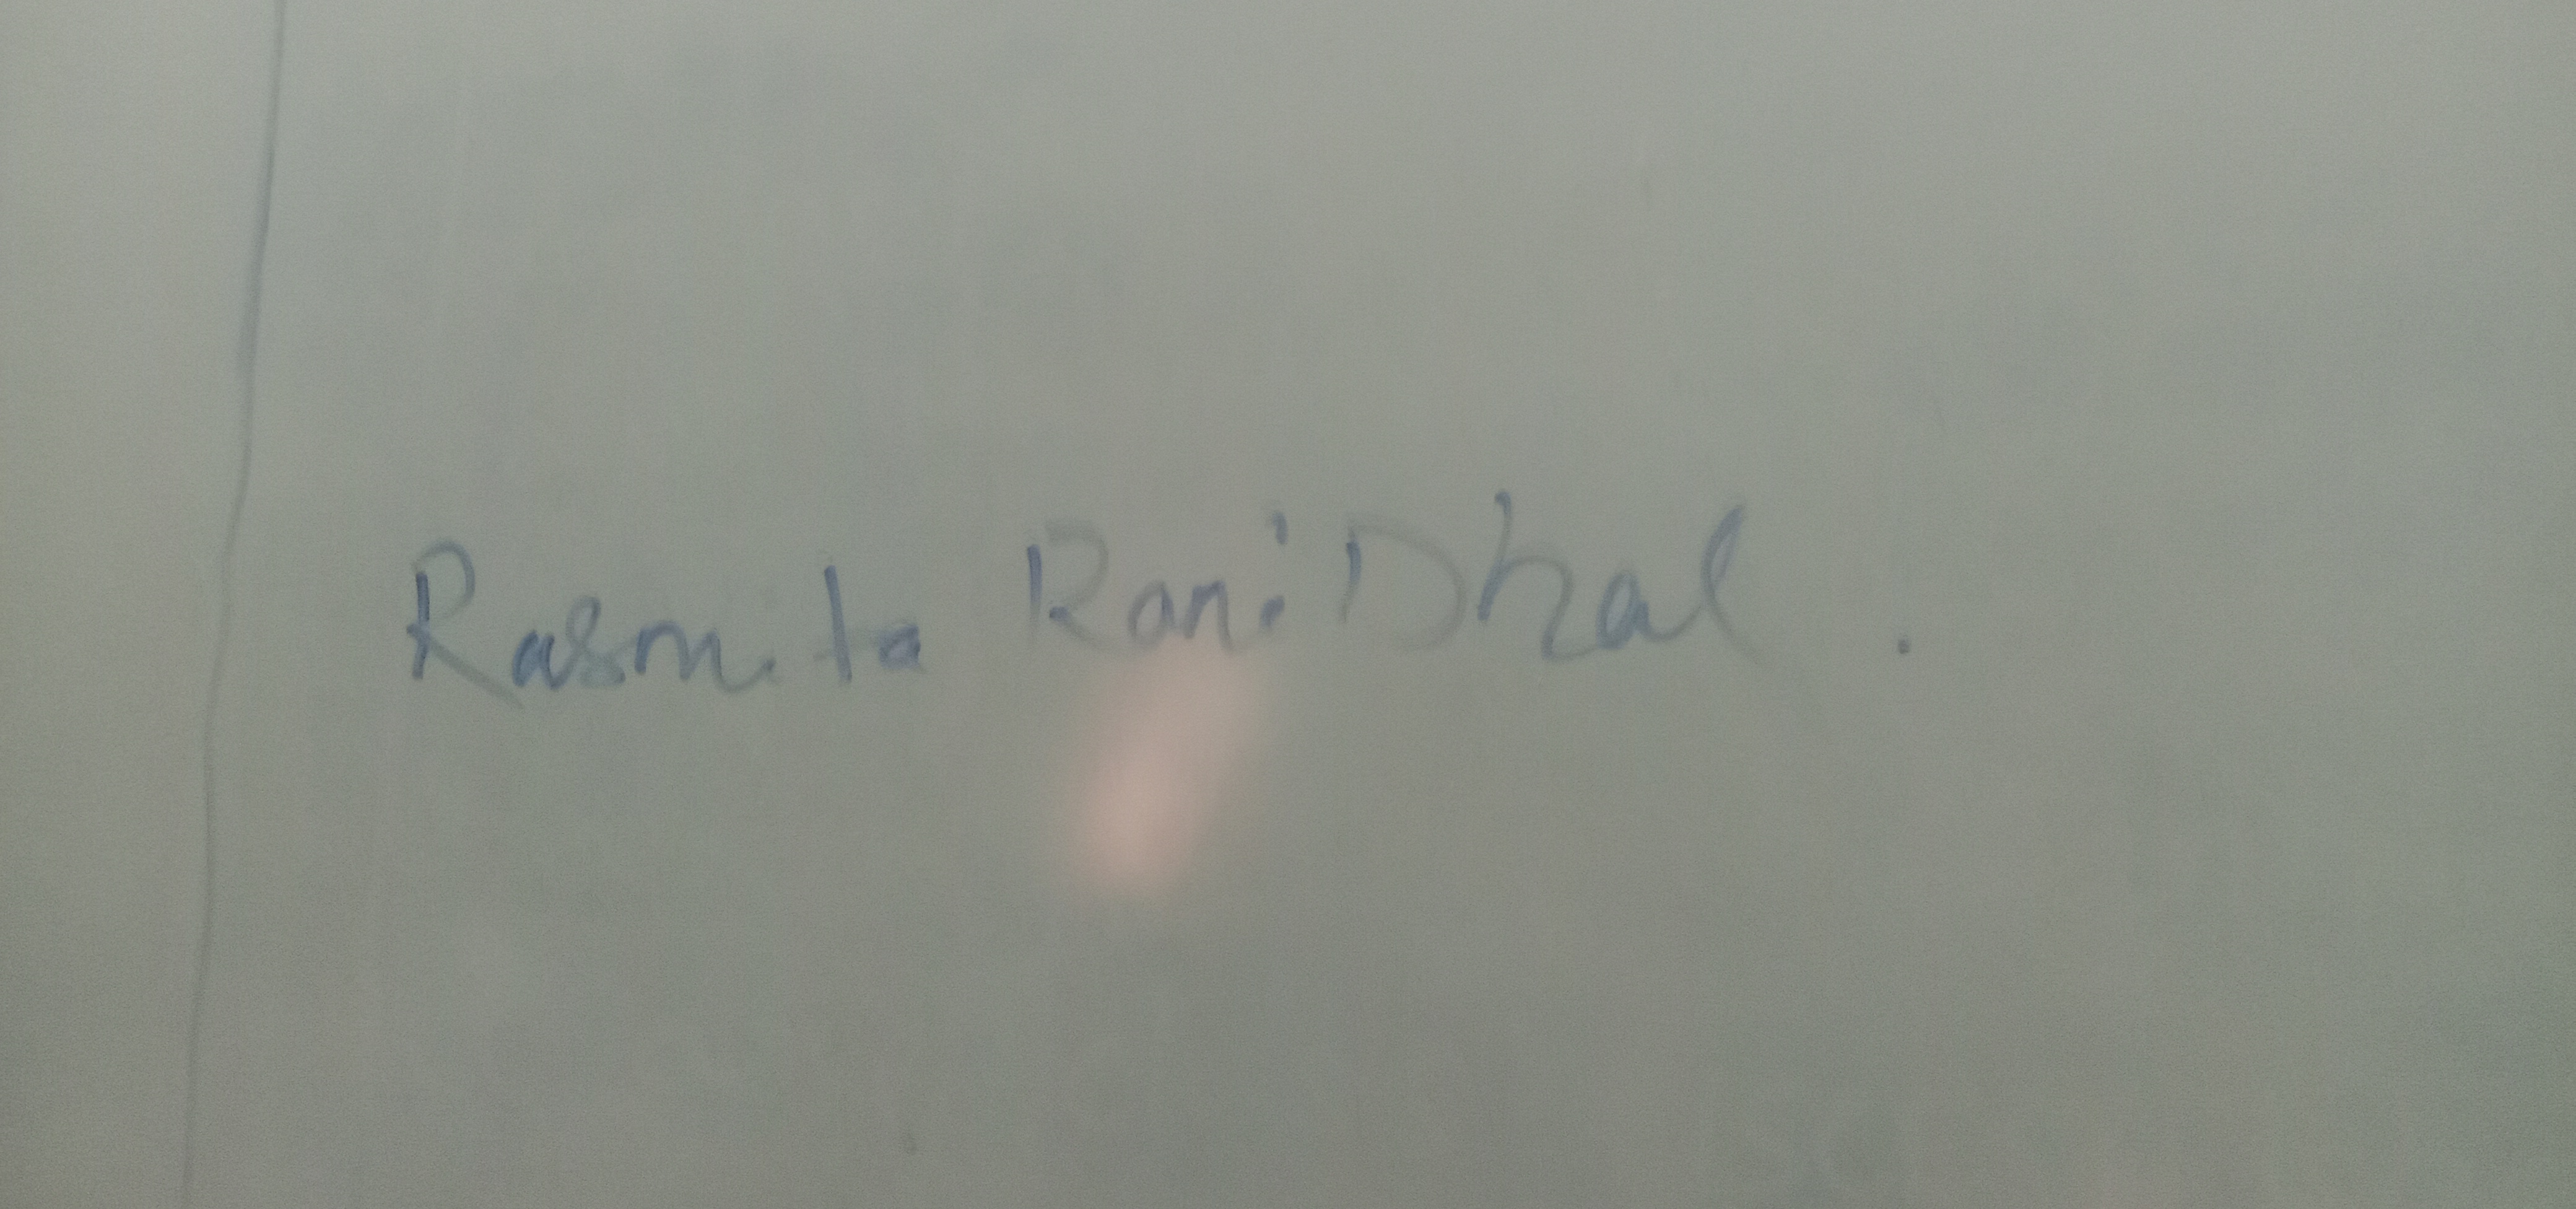 Rasmita Rani Dhal .